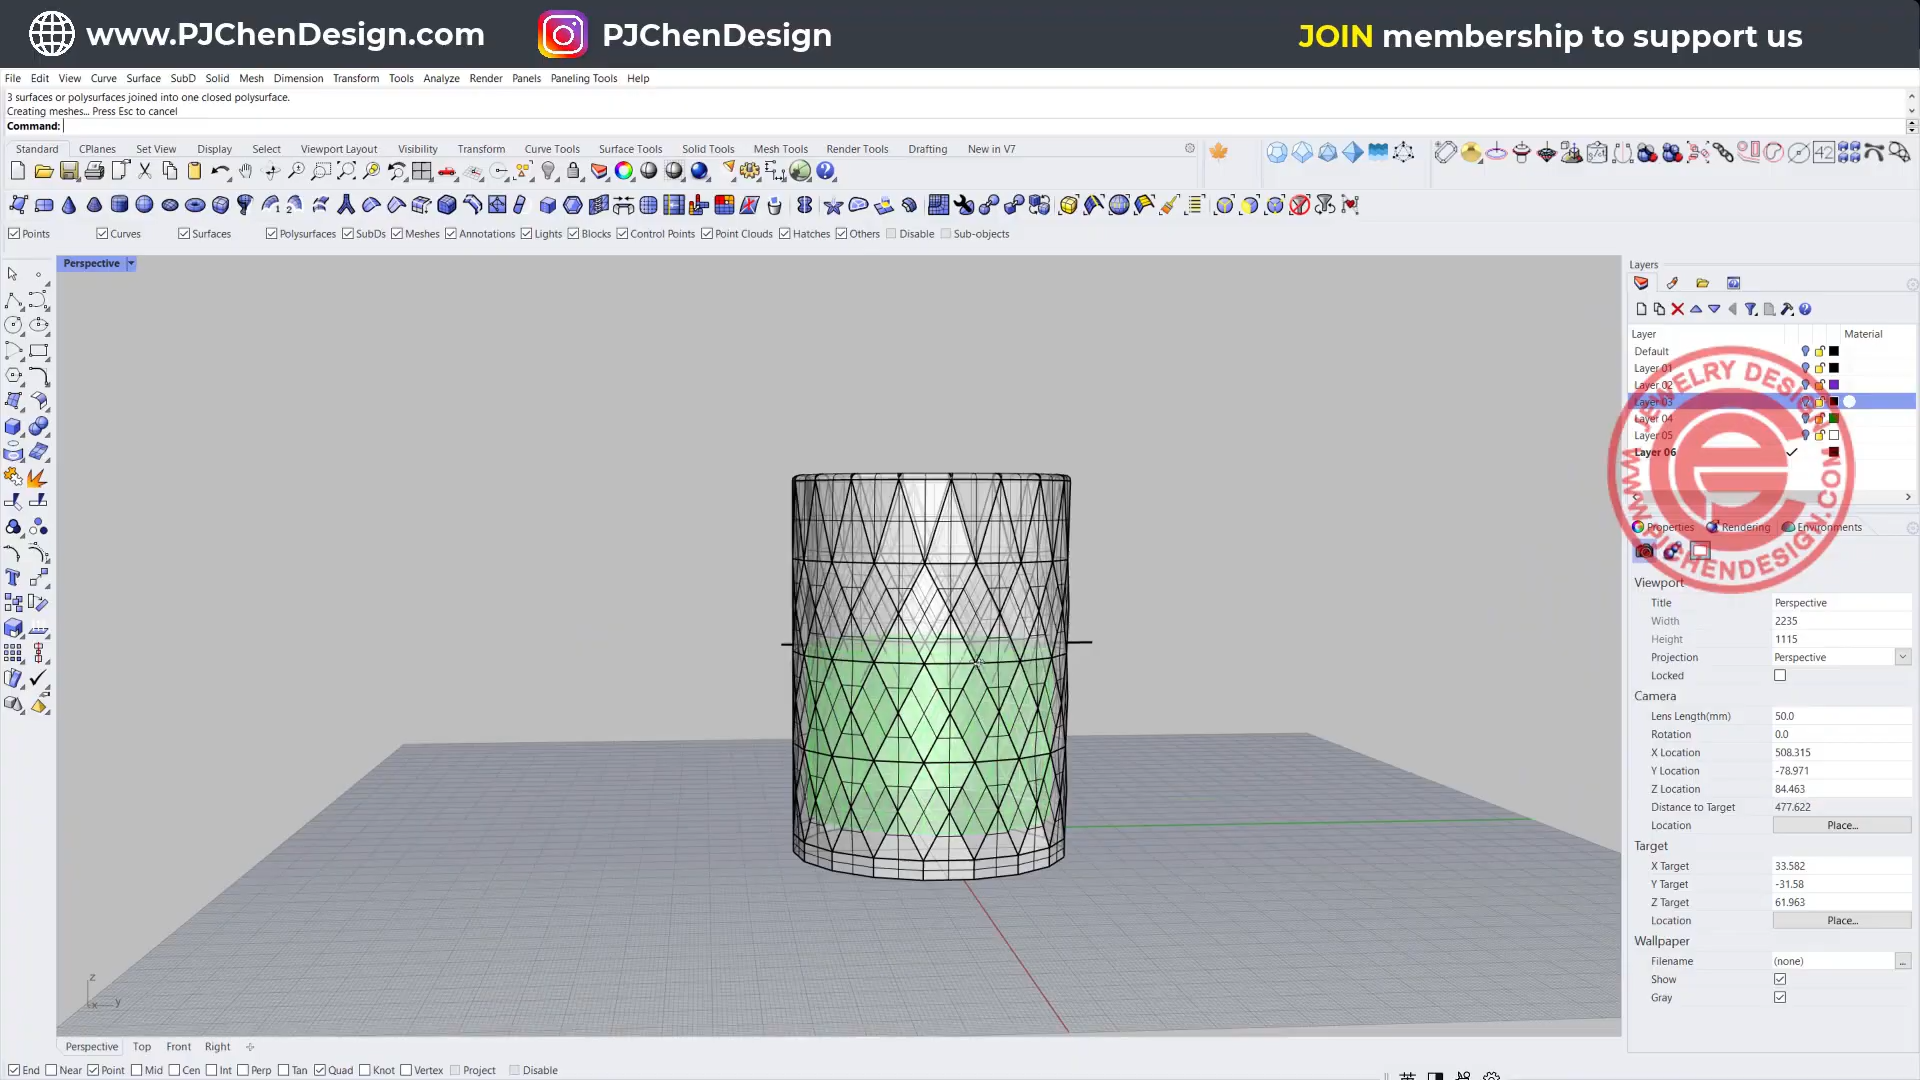 www.PJChenDesign.com PJChenDesign JOIN membership to support us
File Edit View Curve Surface SubD Solid Mesh Dimension Transform Tools Analyze Render Panels Paneling Tools Help
3 surfaces or polysurfaces joined into one closed polysurface.
Creating meshes... Press Esc to cancel
Command:
Standard CPlanes Set View Display Select Viewport Layout Visibility Transform Curve Tools Surface Tools Solid Tools Mesh Tools Render Tools Drafting New in V7
Points Curves Surfaces Polysurfaces SubDs Meshes Annotations Lights Blocks Control Points Point Clouds Hatches Others Disable Sub-objects
Perspective
Layers
Layer Material
Default
Layer 01
Layer 02
Layer 03
Layer 04
Layer 05
Layer 06
JEWELRY DESIGN
WWW.PJCHENDESIGN.COM
Properties Rendering Environments
Viewport
Title Perspective
Width 2235
Height 1115
Projection Perspective
Locked
Camera
Lens Length(mm) 50.0
Rotation 0.0
X Location 508.315
Y Location -78.971
Z Location 84.463
Distance to Target 477.622
Location Place...
Target
X Target 33.582
Y Target -31.58
Z Target 61.963
Location Place...
Wallpaper
Filename (none) ...
Show
Gray
z
x y
Perspective Top Front Right
End Near Point Mid Cen Int Perp Tan Quad Knot Vertex Project Disable